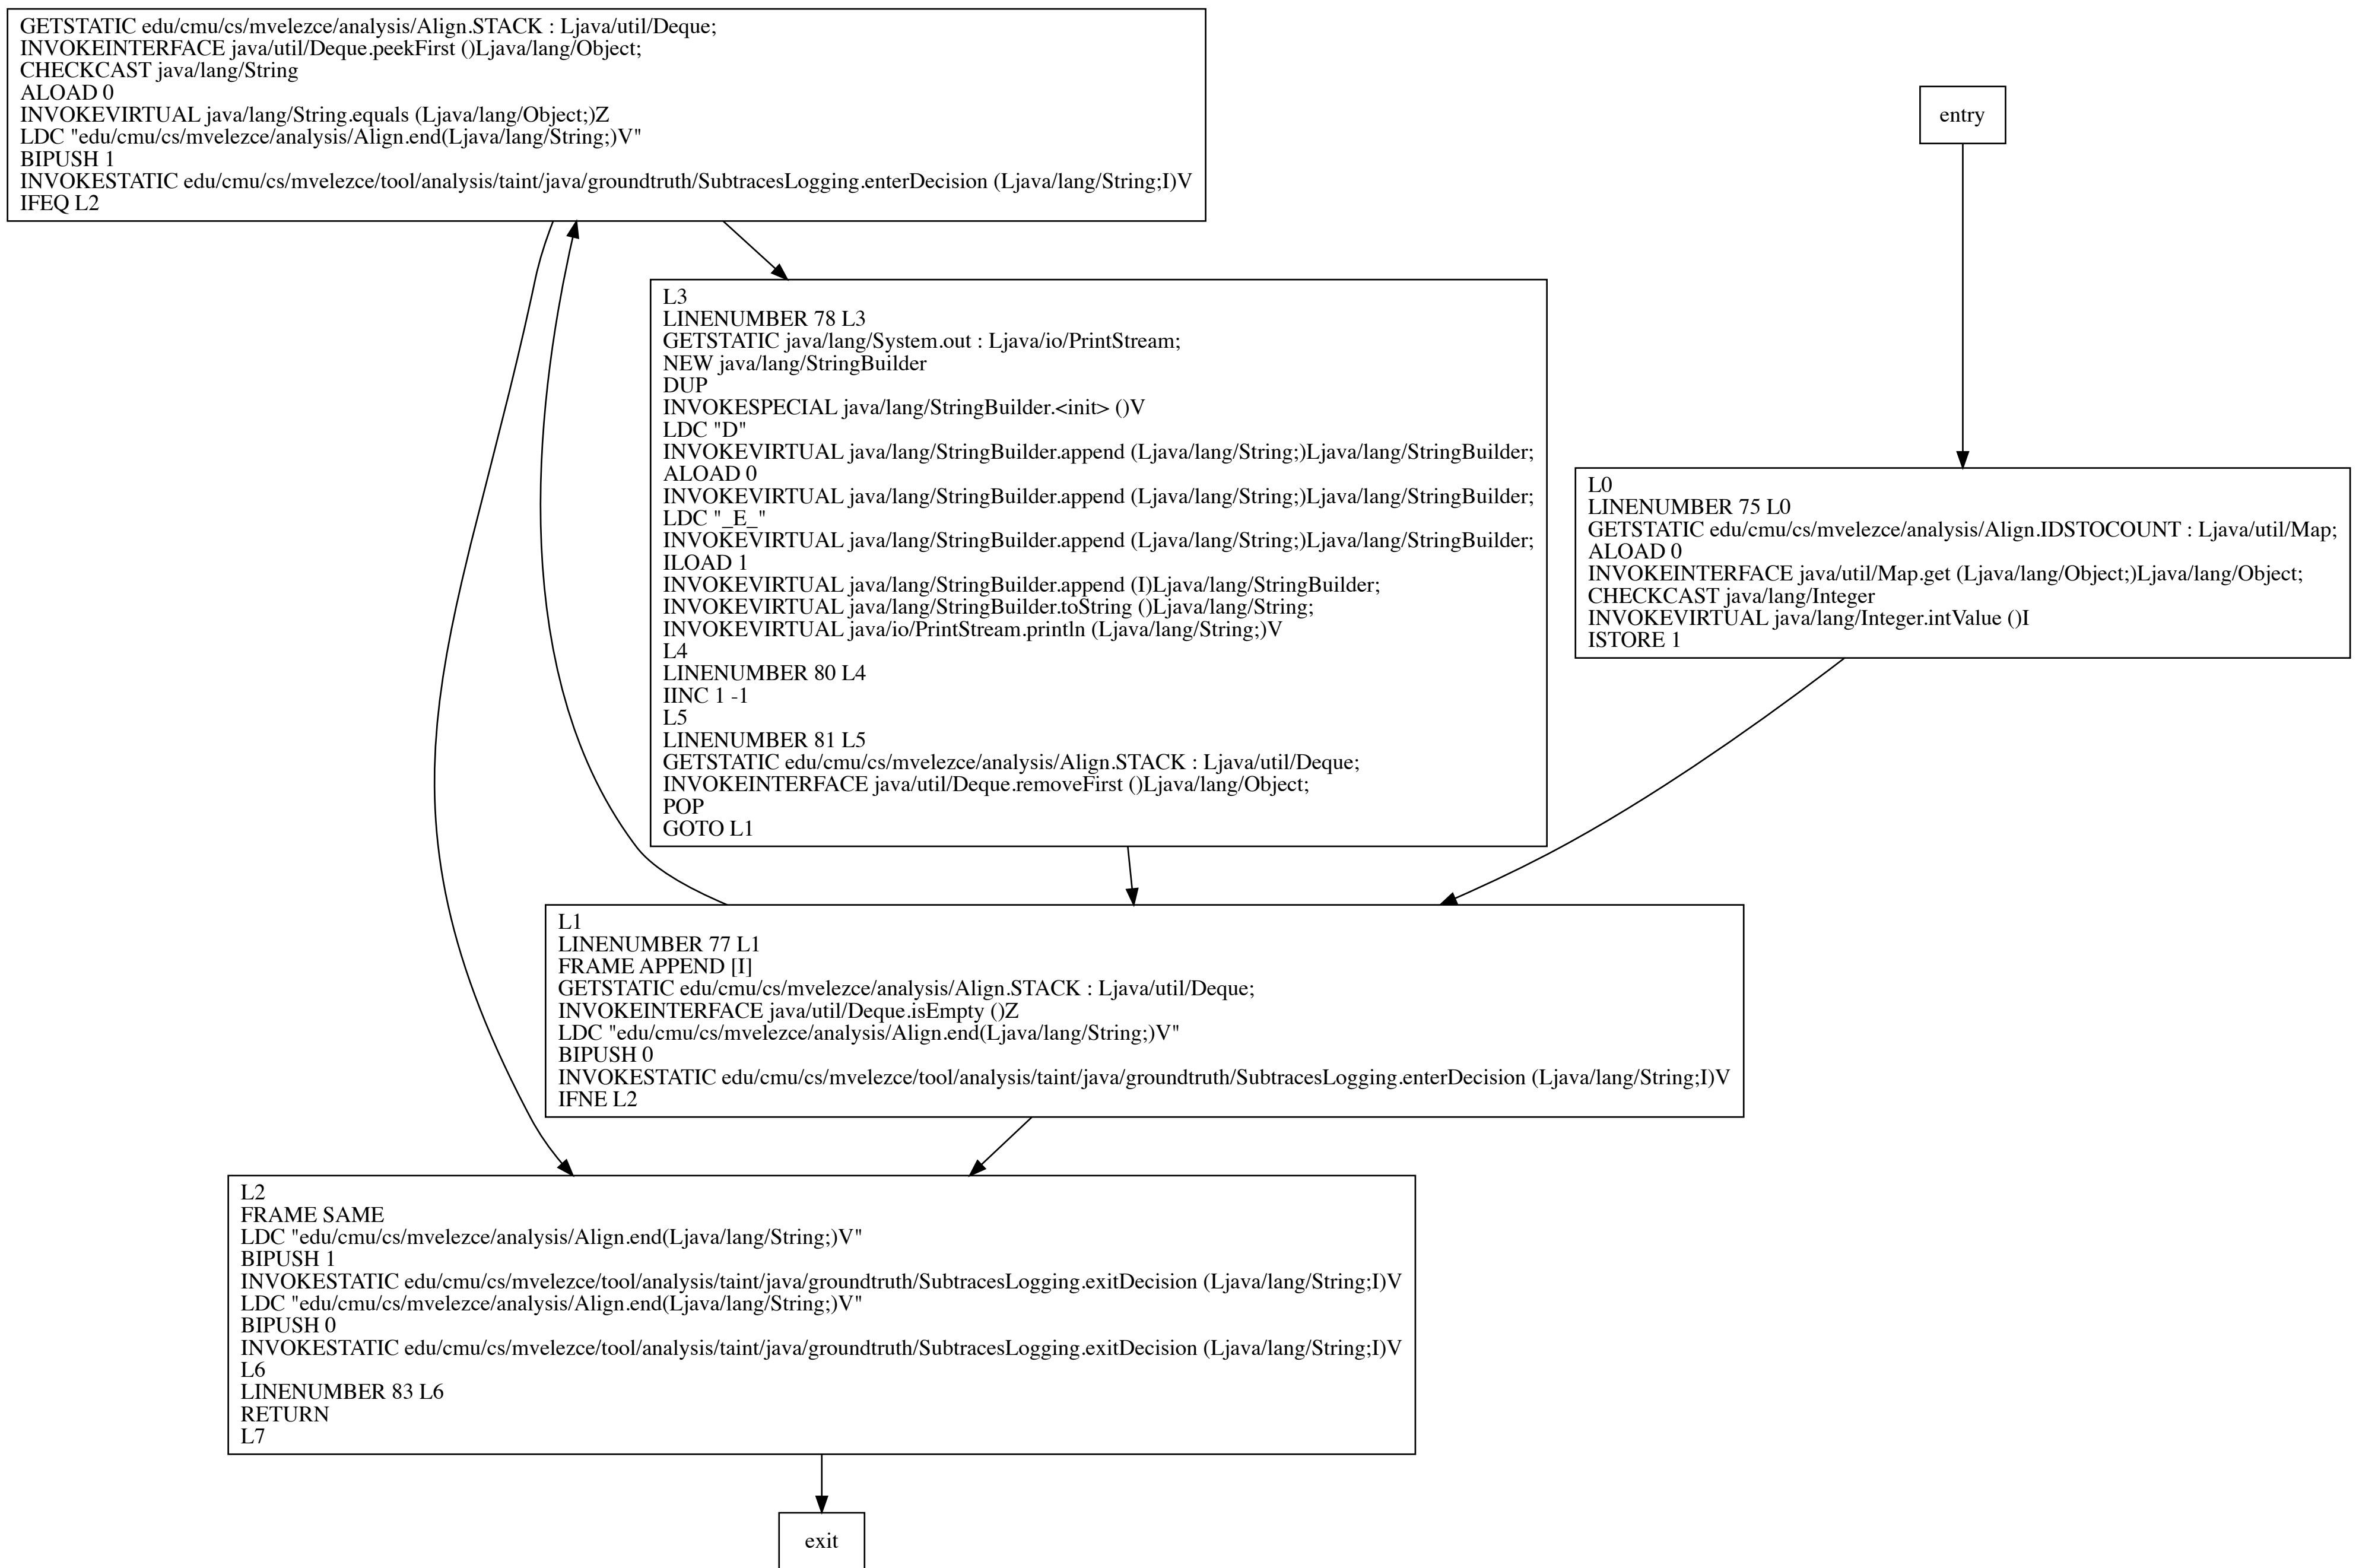 GETSTATIC edu/cmu/cs/mvelezce/analysis/Align.STACK : Ljava/util/Deque;
INVOKEINTERFACE java/util/Deque.peekFirst ()Ljava/lang/Object;
CHECKCAST java/lang/String
ALOAD 0
INVOKEVIRTUAL java/lang/String.equals (Ljava/lang/Object;)Z
LDC "edu/cmu/cs/mvelezce/analysis/Align.end(Ljava/lang/String;)V"
BIPUSH 1
INVOKESTATIC edu/cmu/cs/mvelezce/tool/analysis/taint/java/groundtruth/SubtracesLogging.enterDecision (Ljava/lang/String;I)V
IFEQ L2
entry
L3
LINENUMBER 78 L3
GETSTATIC java/lang/System.out : Ljava/io/PrintStream;
NEW java/lang/StringBuilder
DUP
INVOKESPECIAL java/lang/StringBuilder.<init> ()V
LDC "D"
INVOKEVIRTUAL java/lang/StringBuilder.append (Ljava/lang/String;)Ljava/lang/StringBuilder;
ALOAD 0
INVOKEVIRTUAL java/lang/StringBuilder.append (Ljava/lang/String;)Ljava/lang/StringBuilder;
LDC "_E_"
INVOKEVIRTUAL java/lang/StringBuilder.append (Ljava/lang/String;)Ljava/lang/StringBuilder;
ILOAD 1
INVOKEVIRTUAL java/lang/StringBuilder.append (I)Ljava/lang/StringBuilder;
INVOKEVIRTUAL java/lang/StringBuilder.toString ()Ljava/lang/String;
INVOKEVIRTUAL java/io/PrintStream.println (Ljava/lang/String;)V
L4
LINENUMBER 80 L4
IINC 1 -1
L5
LINENUMBER 81 L5
GETSTATIC edu/cmu/cs/mvelezce/analysis/Align.STACK : Ljava/util/Deque;
INVOKEINTERFACE java/util/Deque.removeFirst ()Ljava/lang/Object;
POP
GOTO L1
L0
LINENUMBER 75 L0
GETSTATIC edu/cmu/cs/mvelezce/analysis/Align.IDSTOCOUNT : Ljava/util/Map;
ALOAD 0
INVOKEINTERFACE java/util/Map.get (Ljava/lang/Object;)Ljava/lang/Object;
CHECKCAST java/lang/Integer
INVOKEVIRTUAL java/lang/Integer.intValue ()I
ISTORE 1
L1
LINENUMBER 77 L1
FRAME APPEND [I]
GETSTATIC edu/cmu/cs/mvelezce/analysis/Align.STACK : Ljava/util/Deque;
INVOKEINTERFACE java/util/Deque.isEmpty ()Z
LDC "edu/cmu/cs/mvelezce/analysis/Align.end(Ljava/lang/String;)V"
BIPUSH 0
INVOKESTATIC edu/cmu/cs/mvelezce/tool/analysis/taint/java/groundtruth/SubtracesLogging.enterDecision (Ljava/lang/String;I)V
IFNE L2
L2
FRAME SAME
LDC "edu/cmu/cs/mvelezce/analysis/Align.end(Ljava/lang/String;)V"
BIPUSH 1
INVOKESTATIC edu/cmu/cs/mvelezce/tool/analysis/taint/java/groundtruth/SubtracesLogging.exitDecision (Ljava/lang/String;I)V
LDC "edu/cmu/cs/mvelezce/analysis/Align.end(Ljava/lang/String;)V"
BIPUSH 0
INVOKESTATIC edu/cmu/cs/mvelezce/tool/analysis/taint/java/groundtruth/SubtracesLogging.exitDecision (Ljava/lang/String;I)V
L6
LINENUMBER 83 L6
RETURN
L7
exit